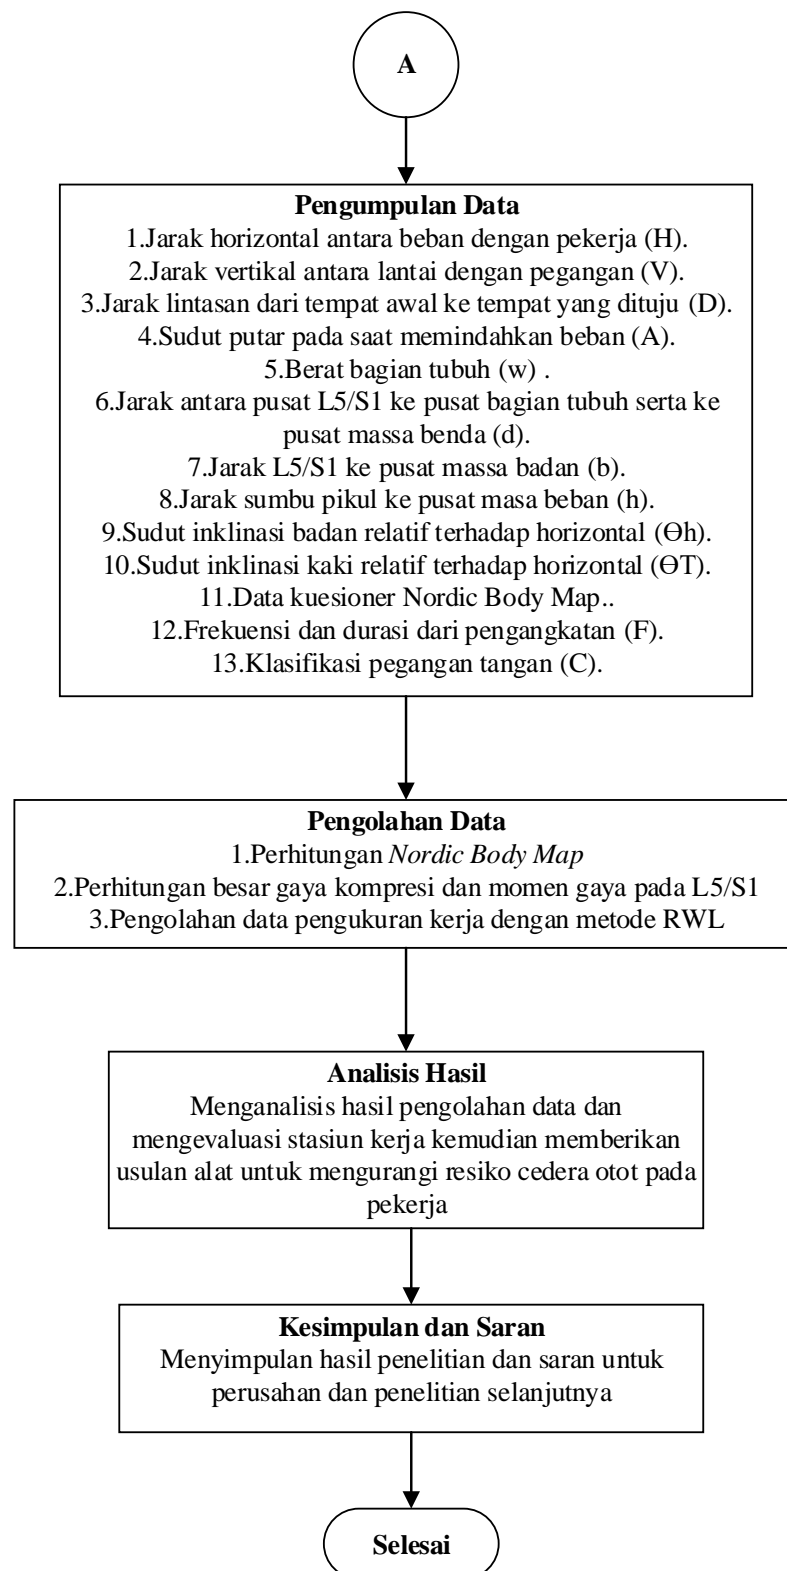 A
Pengumpulan Data
1.Jarak horizontal antara beban dengan pekerja (H).
2.Jarak vertikal antara lantai dengan pegangan (V).
3.Jarak lintasan dari tempat awal ke tempat yang dituju (D).
4.Sudut putar pada saat memindahkan beban (A).
5.Berat bagian tubuh (w) .
6.Jarak antara pusat L5/S1 ke pusat bagian tubuh serta ke
pusat massa benda (d).
7.Jarak L5/S1 ke pusat massa badan (b).
8.Jarak sumbu pikul ke pusat masa beban (h).
9.Sudut inklinasi badan relatif terhadap horizontal (Ɵh).
10.Sudut inklinasi kaki relatif terhadap horizontal (ƟT).
11.Data kuesioner Nordic Body Map..
12.Frekuensi dan durasi dari pengangkatan (F).
13.Klasifikasi pegangan tangan (C).
Pengolahan Data
1.Perhitungan Nordic Body Map
2.Perhitungan besar gaya kompresi dan momen gaya pada L5/S1
3.Pengolahan data pengukuran kerja dengan metode RWL
Analisis Hasil
Menganalisis hasil pengolahan data dan
mengevaluasi stasiun kerja kemudian memberikan
usulan alat untuk mengurangi resiko cedera otot pada
pekerja
Kesimpulan dan Saran
Menyimpulan hasil penelitian dan saran untuk
perusahan dan penelitian selanjutnya
Selesai